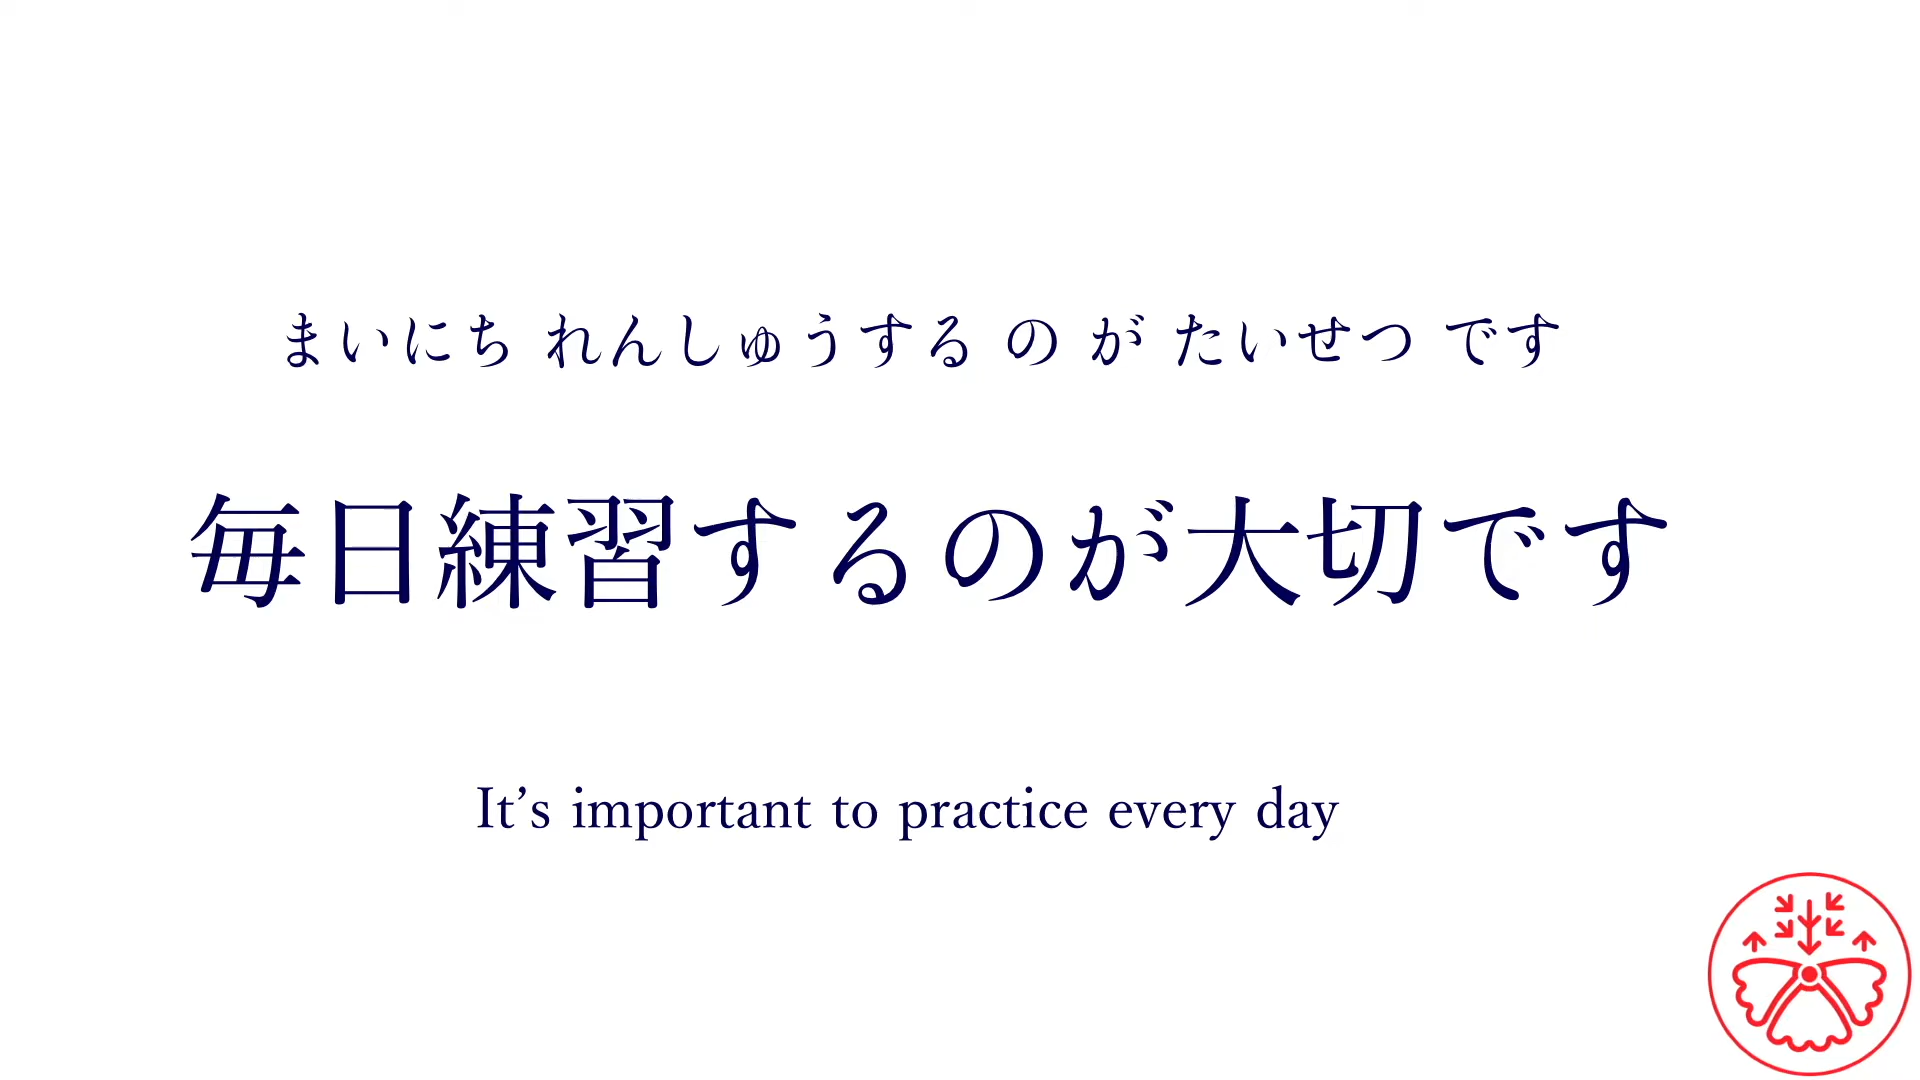 まいにち れんしゅうする の が たいせつ です
毎日練習するのが大切です
It’s important to practice every day